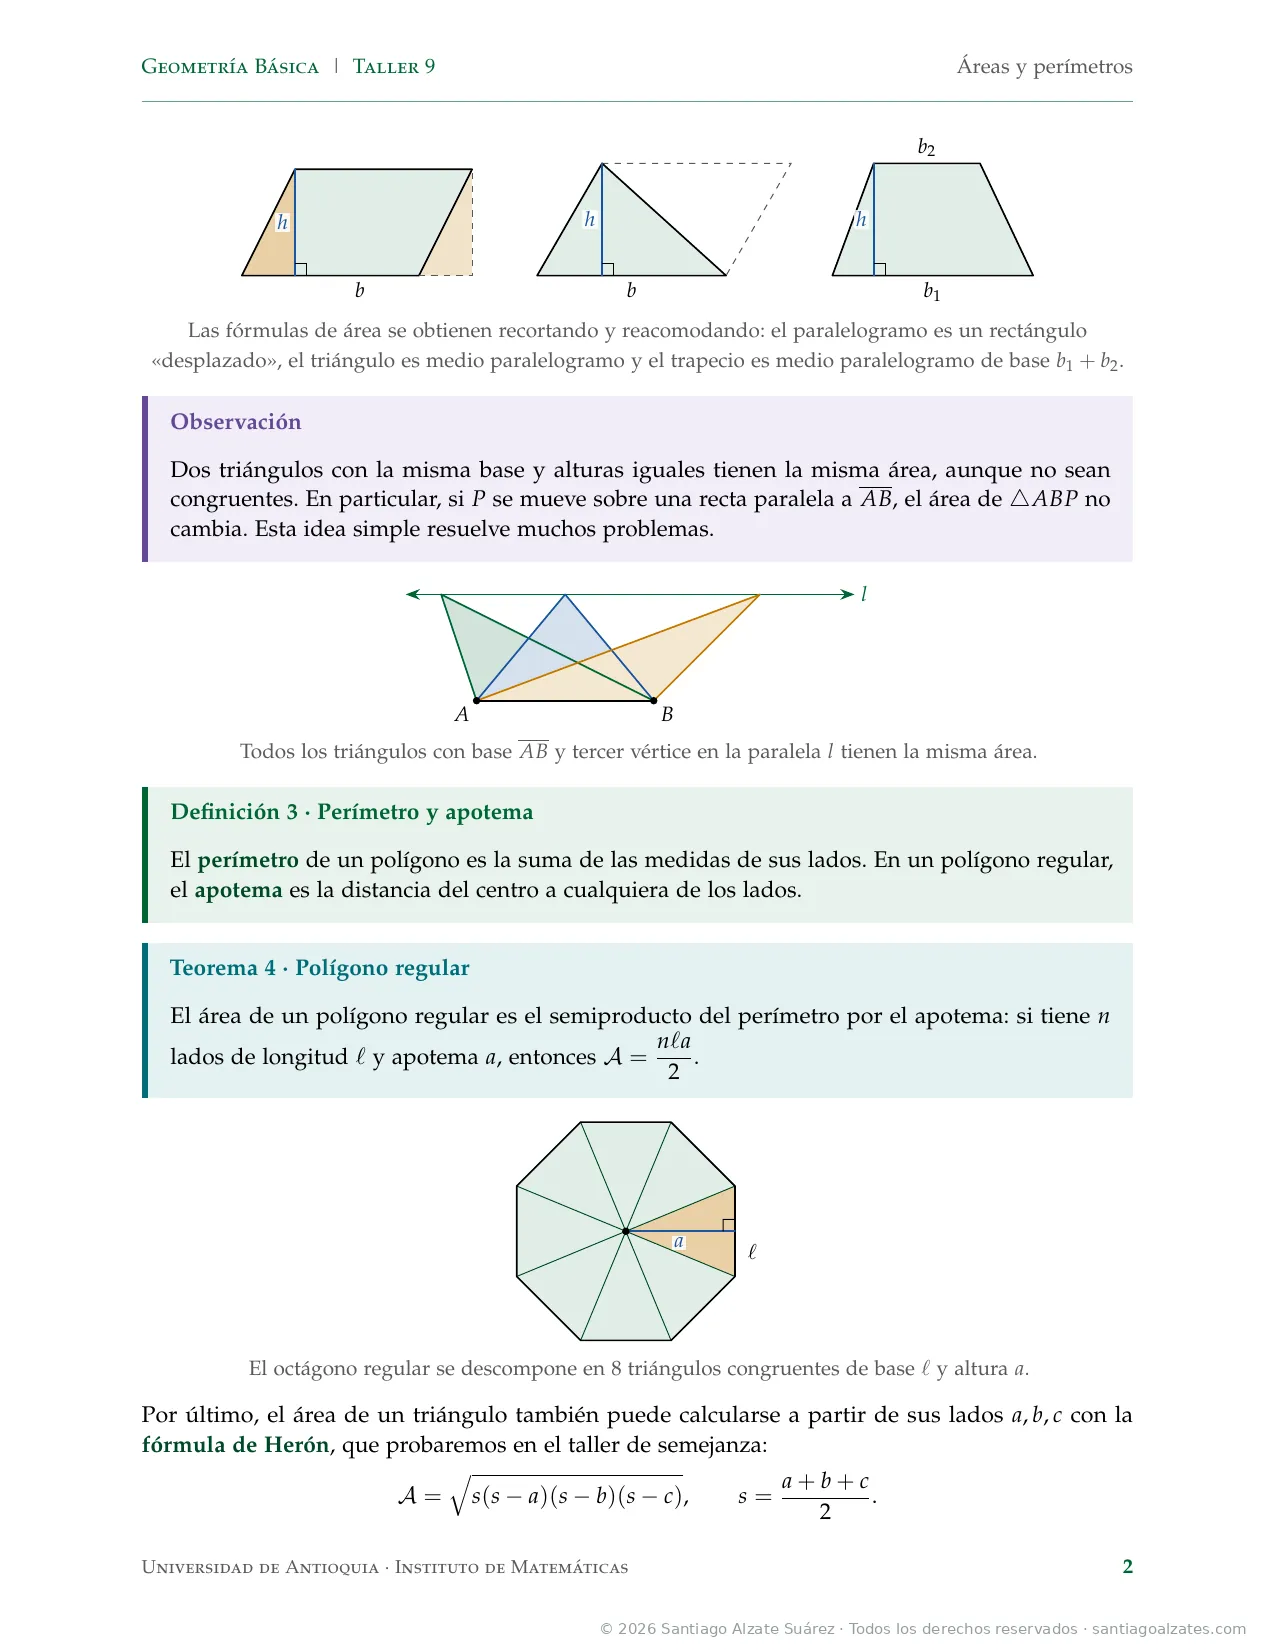 Geometría Básica | Taller 9
Áreas y perímetros
b₂
h
h
h
b
b
b₁
Las fórmulas de área se obtienen recortando y reacomodando: el paralelogramo es un rectángulo
«desplazado», el triángulo es medio paralelogramo y el trapecio es medio paralelogramo de base b₁ + b₂.
Observación
Dos triángulos con la misma base y alturas iguales tienen la misma área, aunque no sean
congruentes. En particular, si P se mueve sobre una recta paralela a A̅B̅, el área de △ABP no
cambia. Esta idea simple resuelve muchos problemas.
l
A
B
Todos los triángulos con base A̅B̅ y tercer vértice en la paralela l tienen la misma área.
Definición 3 · Perímetro y apotema
El perímetro de un polígono es la suma de las medidas de sus lados. En un polígono regular,
el apotema es la distancia del centro a cualquiera de los lados.
Teorema 4 · Polígono regular
El área de un polígono regular es el semiproducto del perímetro por el apotema: si tiene n
lados de longitud ℓ y apotema a, entonces 𝒜 = nℓa/2.
a
ℓ
El octágono regular se descompone en 8 triángulos congruentes de base ℓ y altura a.
Por último, el área de un triángulo también puede calcularse a partir de sus lados a, b, c con la
fórmula de Herón, que probaremos en el taller de semejanza:
𝒜 = √(s(s − a)(s − b)(s − c)), s = (a + b + c)/2.
Universidad de Antioquia · Instituto de Matemáticas
2
© 2026 Santiago Alzate Suárez · Todos los derechos reservados · santiagoalzates.com